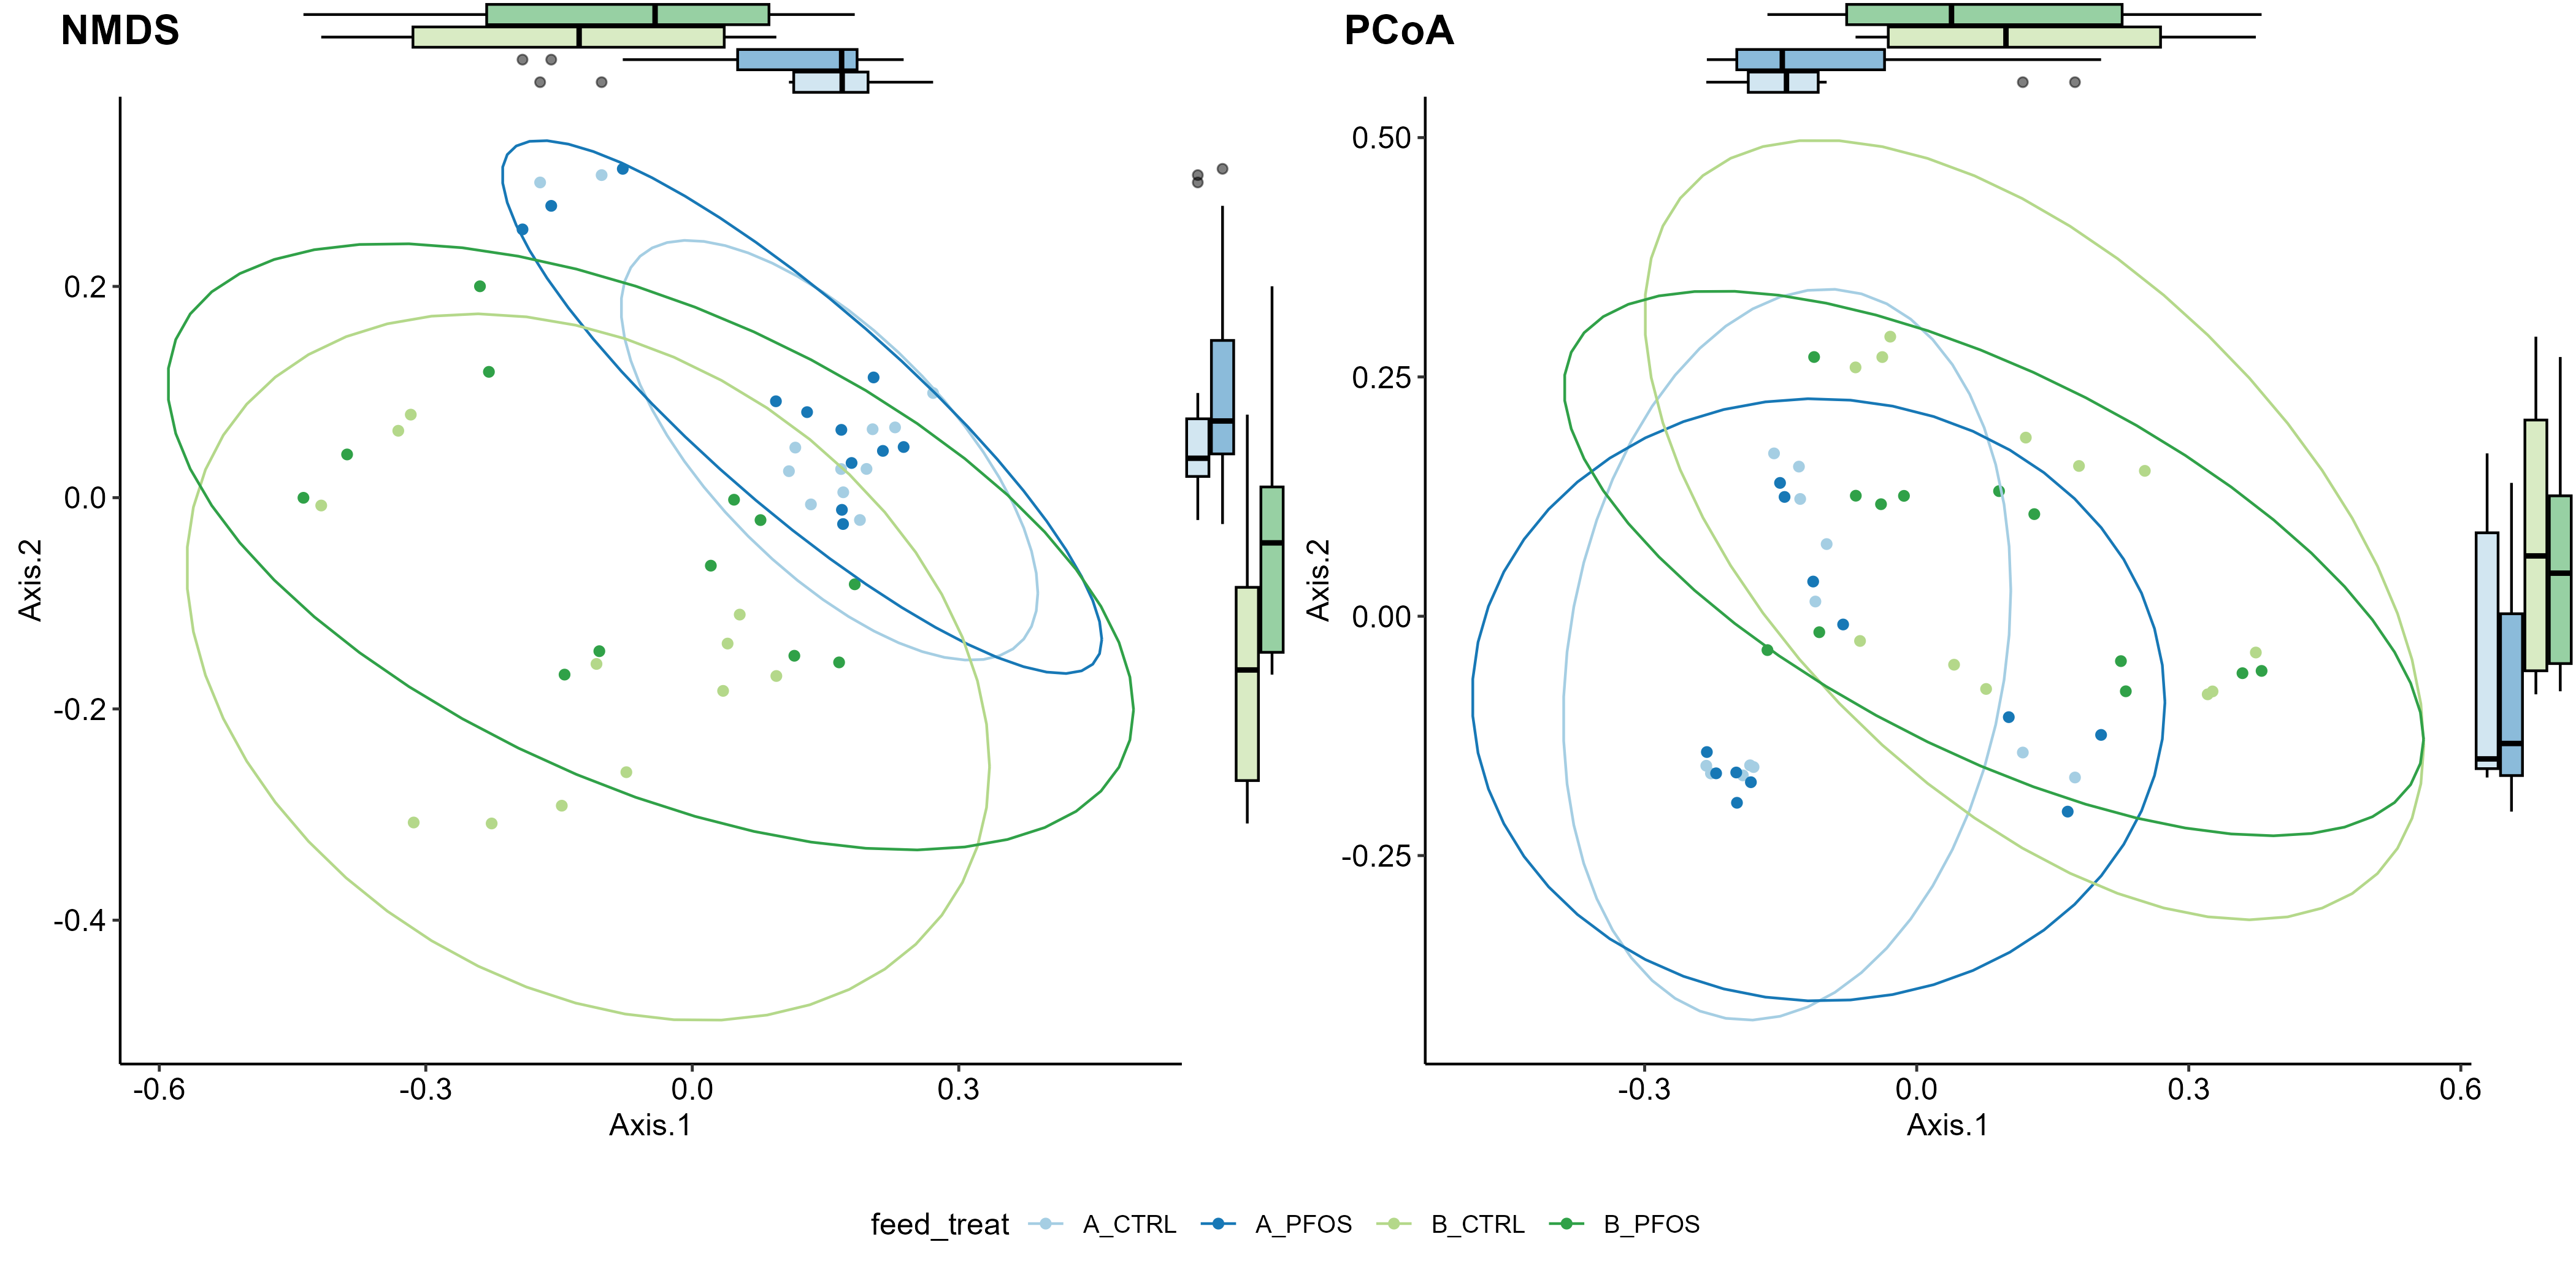 NMDS
PCoA
0.2
0.0
-0.2
-0.4
Axis.2
-0.6
-0.3
0.0
0.3
Axis.1
0.50
0.25
0.00
-0.25
Axis.2
-0.3
0.0
0.3
0.6
Axis.1
feed_treat A_CTRL A_PFOS B_CTRL B_PFOS